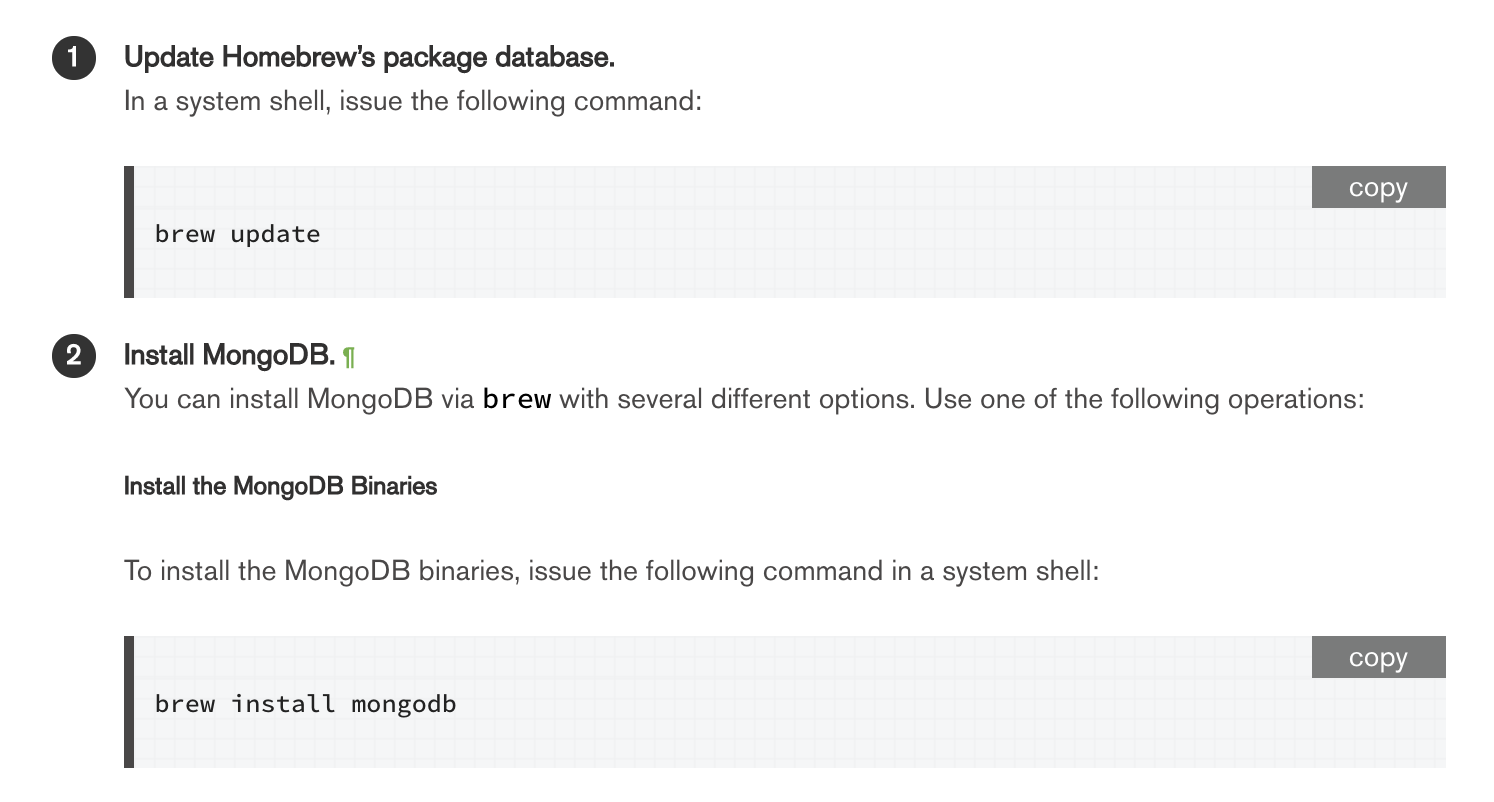 1 Update Homebrew’s package database.
In a system shell, issue the following command:
copy
brew update
2 Install MongoDB. ¶
You can install MongoDB via brew with several different options. Use one of the following operations:
Install the MongoDB Binaries
To install the MongoDB binaries, issue the following command in a system shell:
copy
brew install mongodb